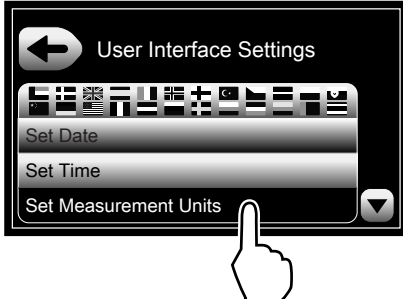 User Interface Settings
Set Date
Set Time
Set Measurement Units